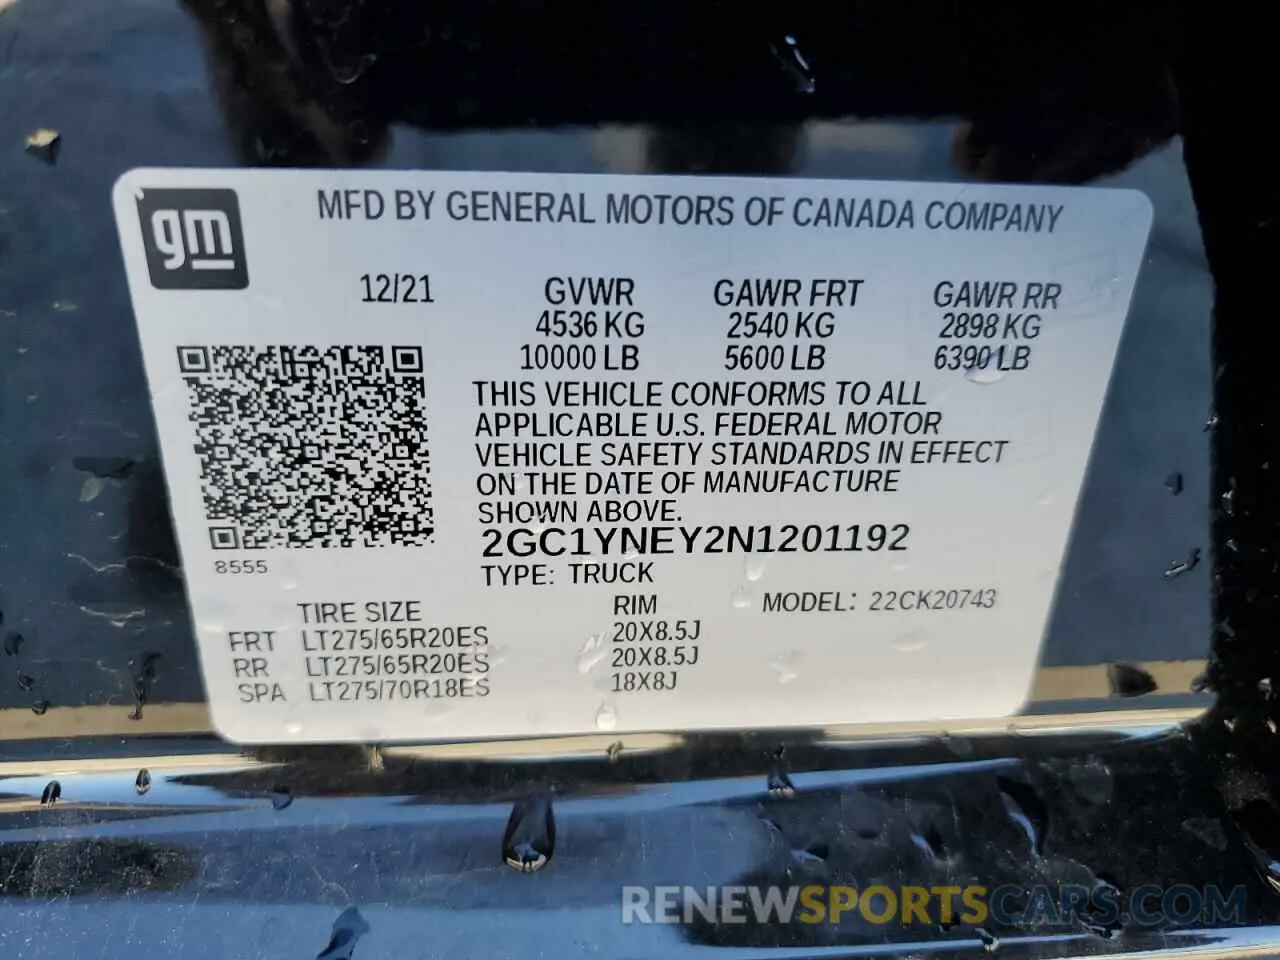 gm
MFD BY GENERAL MOTORS OF CANADA COMPANY
12/21 GVWR GAWR FRT GAWR RR
4536 KG 2540 KG 2898 KG
10000 LB 5600 LB 6390 LB
THIS VEHICLE CONFORMS TO ALL
APPLICABLE U.S. FEDERAL MOTOR
VEHICLE SAFETY STANDARDS IN EFFECT
ON THE DATE OF MANUFACTURE
SHOWN ABOVE.
2GC1YNEY2N1201192
8555
TYPE: TRUCK
TIRE SIZE RIM MODEL: 22CK20743
FRT LT275/65R20ES 20X8.5J
RR LT275/65R20ES 20X8.5J
SPA LT275/70R18ES 18X8J
RENEWSPORTSCARS.COM